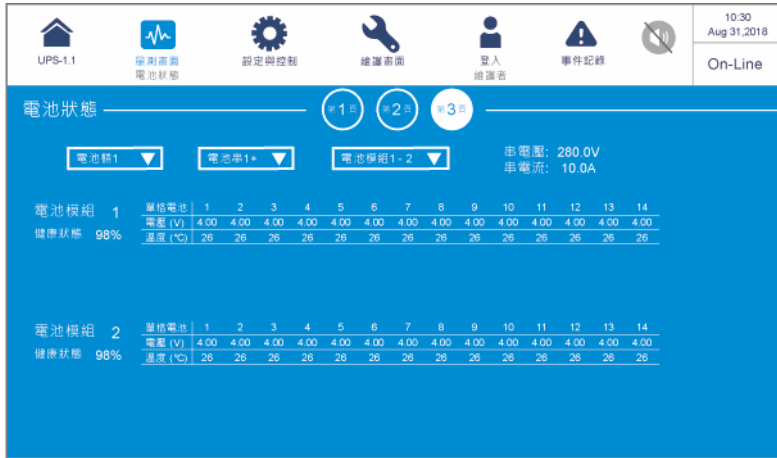 10:30
Aug 31,2018
On-Line
UPS-1.1
量測畫面
電池狀態
設定與控制
維護畫面
登入
維護者
事件記錄
電池狀態
第1頁 第2頁 第3頁
電池櫃1 電池串1+ 電池模組1-2
串電壓: 280.0V
串電流: 10.0A
電池模組 1
健康狀態 98%
單格電池 1 2 3 4 5 6 7 8 9 10 11 12 13 14
電壓 (V) 4.00 4.00 4.00 4.00 4.00 4.00 4.00 4.00 4.00 4.00 4.00 4.00 4.00 4.00
溫度 (℃) 26 26 26 26 26 26 26 26 26 26 26 26 26 26
電池模組 2
健康狀態 98%
單格電池 1 2 3 4 5 6 7 8 9 10 11 12 13 14
電壓 (V) 4.00 4.00 4.00 4.00 4.00 4.00 4.00 4.00 4.00 4.00 4.00 4.00 4.00 4.00
溫度 (℃) 26 26 26 26 26 26 26 26 26 26 26 26 26 26